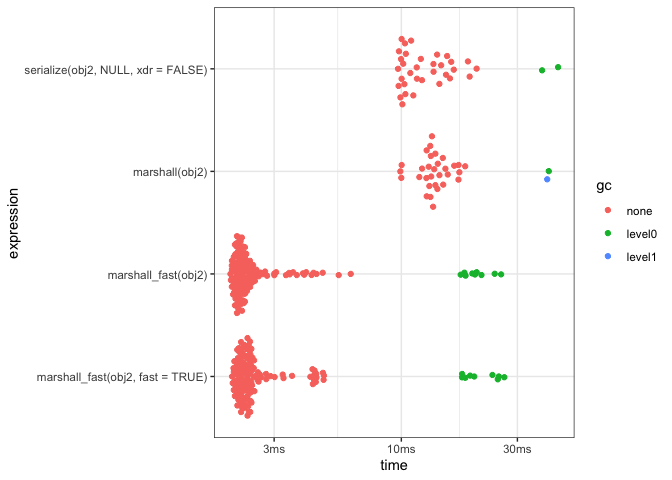 serialize(obj2, NULL, xdr = FALSE)
marshall(obj2)
marshall_fast(obj2)
marshall_fast(obj2, fast = TRUE)
expression
3ms
10ms
30ms
time
gc
none
level0
level1